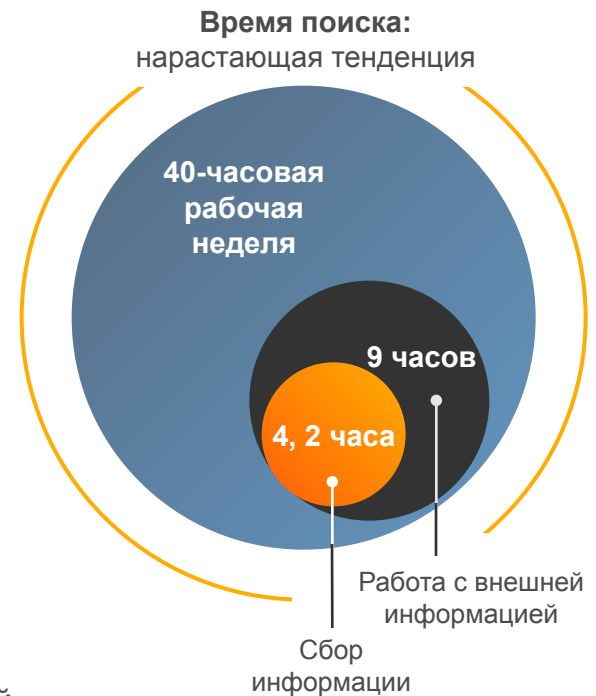 Время поиска:
нарастающая тенденция
40-часовая
рабочая
неделя
9 часов
4, 2 часа
Работа с внешней
информацией
Сбор
информации